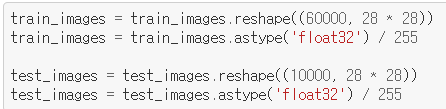 train_images = train_images.reshape((60000, 28 * 28))
train_images = train_images.astype('float32') / 255
test_images = test_images.reshape((10000, 28 * 28))
test_images = test_images.astype('float32') / 255